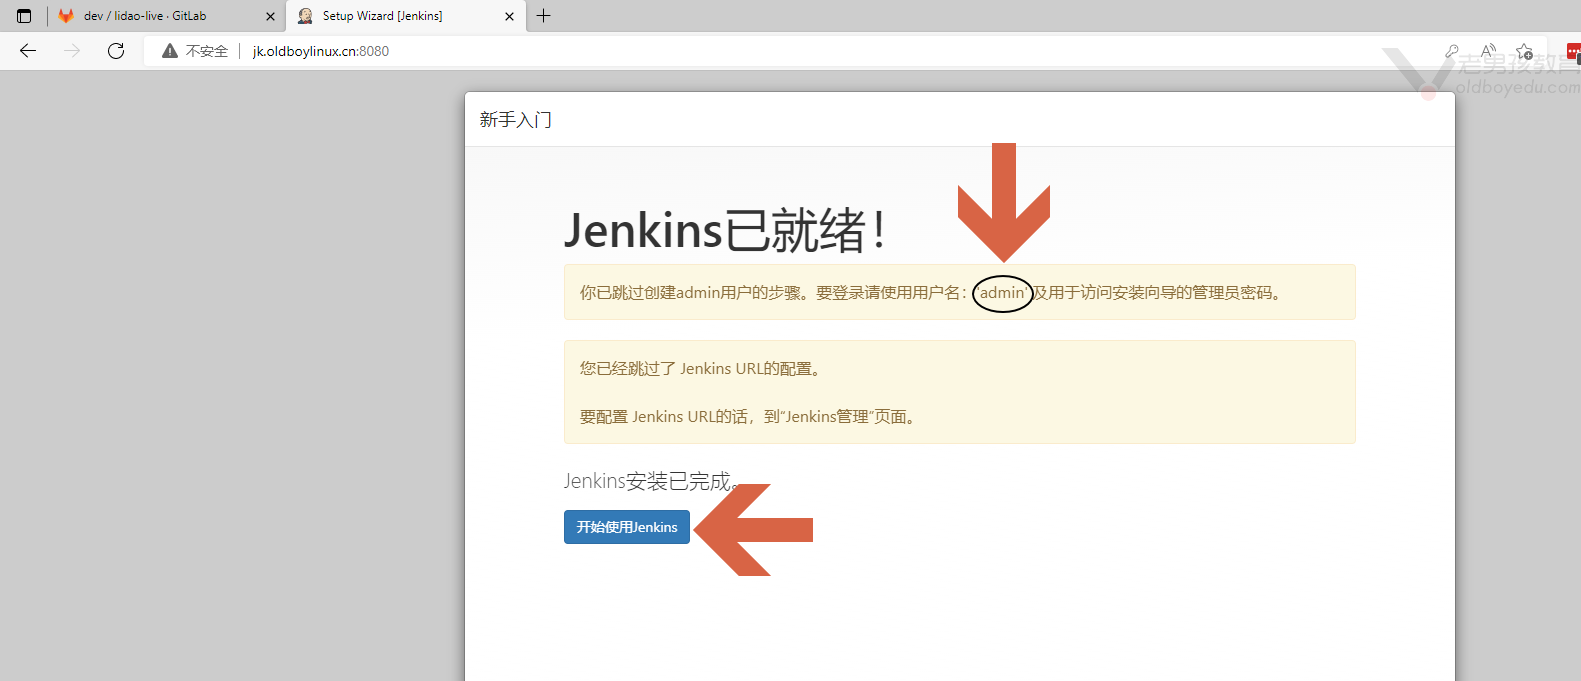 dev / lidao-live · GitLab
Setup Wizard [Jenkins]
不安全
jk.oldboylinux.cn:8080
老男孩教育
oldboyedu.com
新手入门
Jenkins已就绪！
你已跳过创建admin用户的步骤。要登录请使用用户名：'admin' 及用于访问安装向导的管理员密码。
您已经跳过了 Jenkins URL的配置。
要配置 Jenkins URL的话，到“Jenkins管理”页面。
Jenkins安装已完成。
开始使用Jenkins